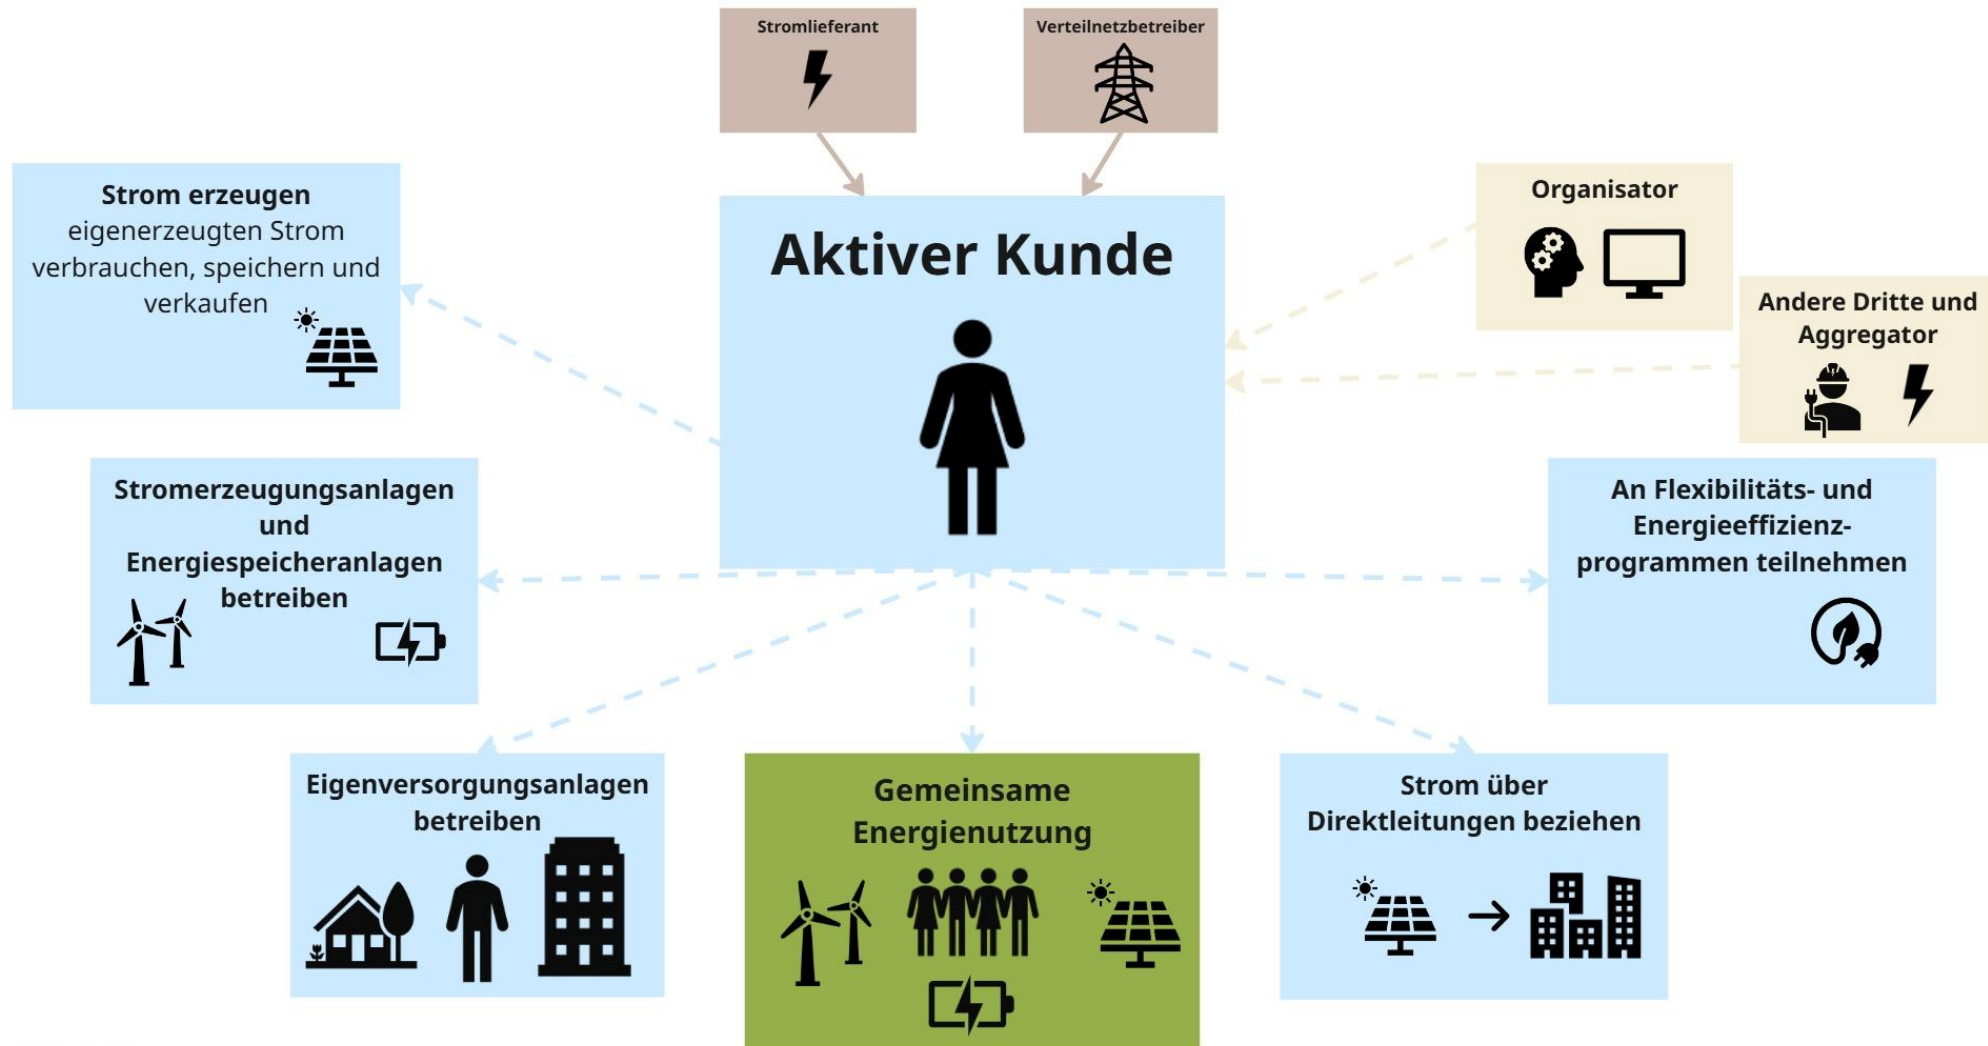 Stromlieferant
Verteilnetzbetreiber
Strom erzeugen
eigenerzeugten Strom
verbrauchen, speichern und
verkaufen
Aktiver Kunde
Organisator
Andere Dritte und
Aggregator
Stromerzeugungsanlagen
und
Energiespeicheranlagen
betreiben
An Flexibilitäts- und
Energieeffizienz-
programmen teilnehmen
Eigenversorgungsanlagen
betreiben
Gemeinsame
Energienutzung
Strom über
Direktleitungen beziehen